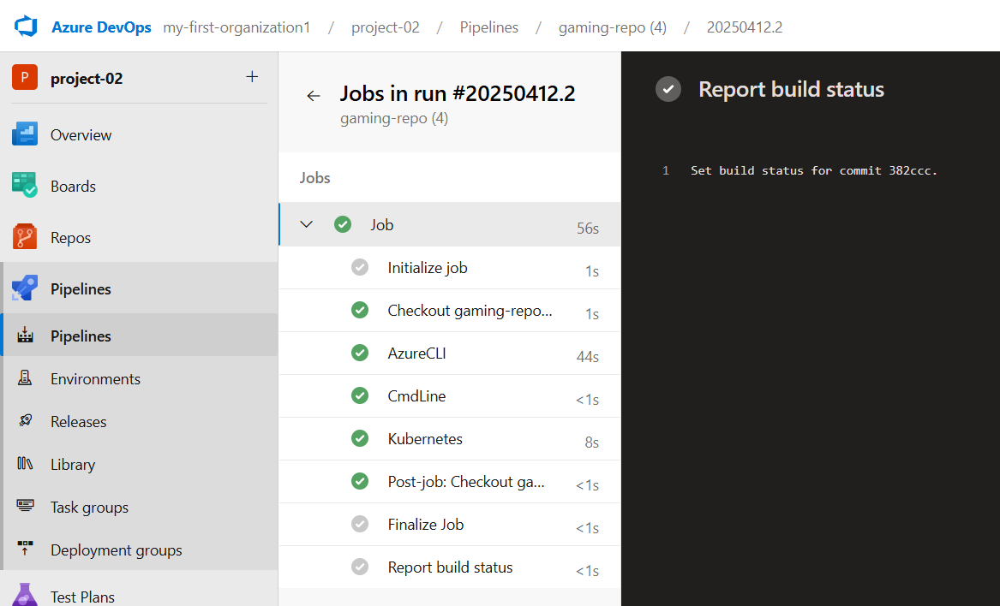 Azure DevOps my-first-organization1 / project-02 / Pipelines / gaming-repo (4) / 20250412.2
P project-02 +
Overview
Boards
Repos
Pipelines
Pipelines
Environments
Releases
Library
Task groups
Deployment groups
Test Plans
← Jobs in run #20250412.2
gaming-repo (4)
Jobs
Job 56s
Initialize job 1s
Checkout gaming-repo... 1s
AzureCLI 44s
CmdLine <1s
Kubernetes 8s
Post-job: Checkout ga... <1s
Finalize Job <1s
Report build status <1s
Report build status
1 Set build status for commit 382ccc.